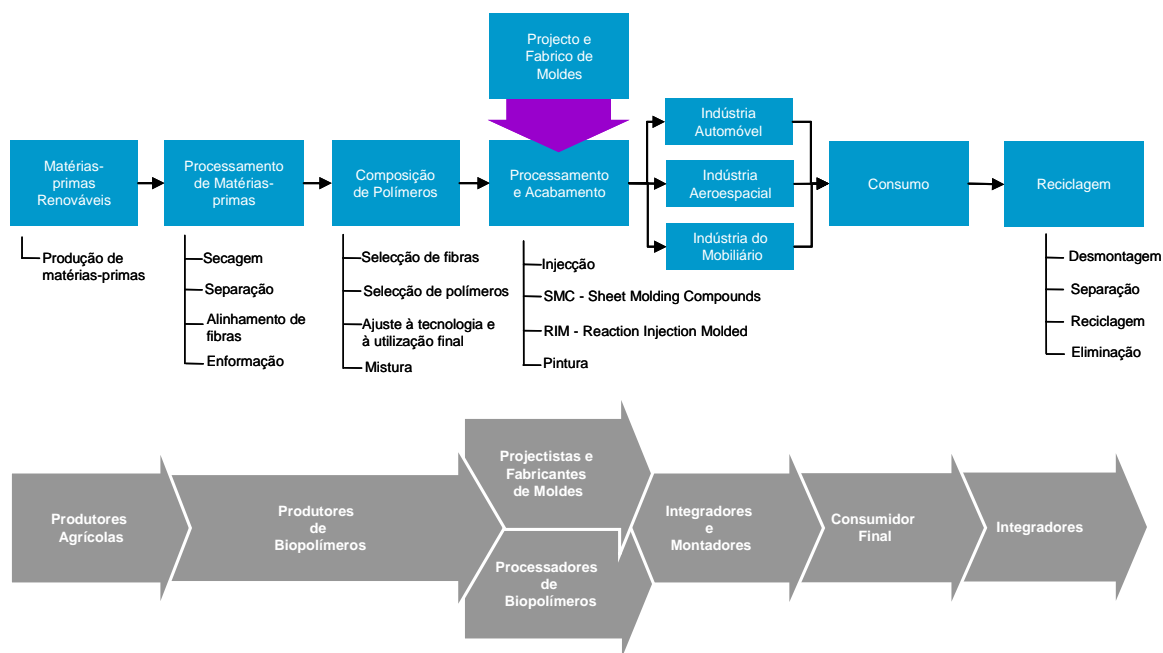 Projecto e
Fabrico de
Moldes
Indústria
Automóvel
Matérias-
primas
Renováveis
Processamento
de Matérias-
primas
Composição
de Polímeros
Processamento
e Acabamento
Indústria
Aeroespacial
Consumo
Reciclagem
Indústria do
Mobiliário
Produção de
matérias-primas
Secagem
Separação
Alinhamento de
fibras
Enformação
Selecção de fibras
Selecção de polímeros
Ajuste à tecnologia e
à utilização final
Mistura
Injecção
SMC - Sheet Molding Compounds
RIM - Reaction Injection Molded
Pintura
Desmontagem
Separação
Reciclagem
Eliminação
Produtores
Agrícolas
Produtores
de
Biopolímeros
Projectistas e
Fabricantes
de Moldes
Processadores
de
Biopolímeros
Integradores
e
Montadores
Consumidor
Final
Integradores